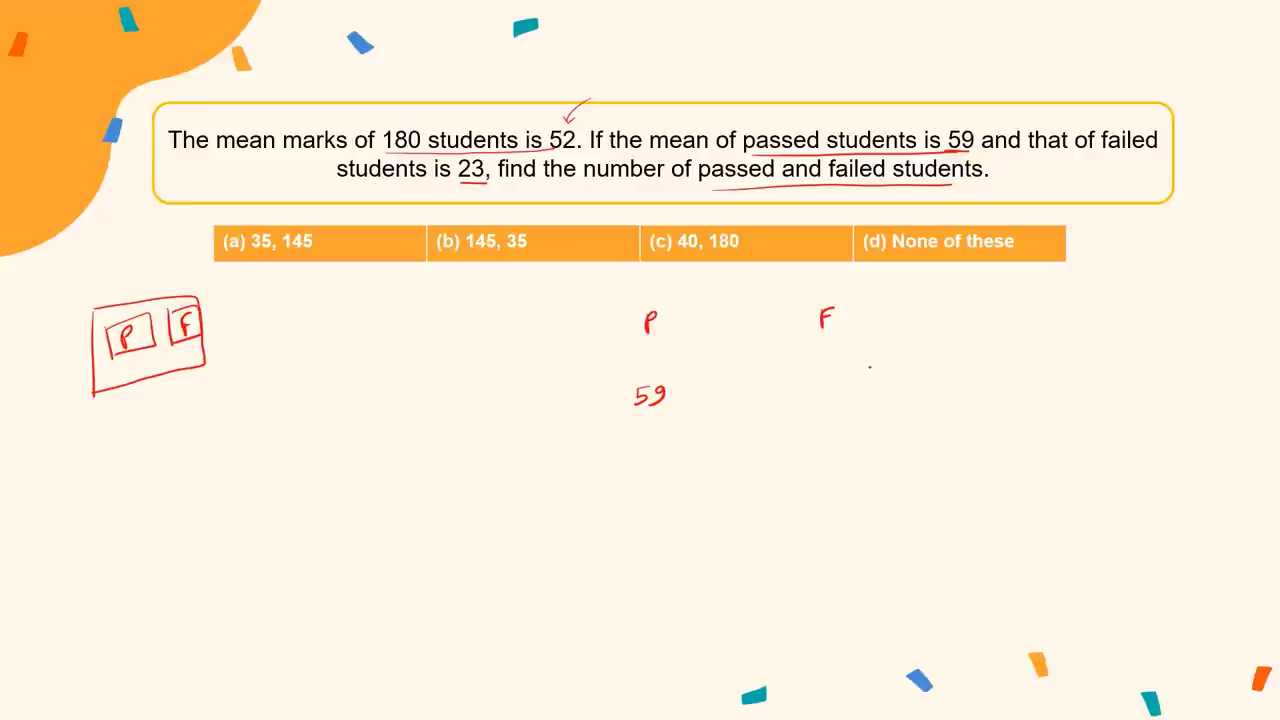 The mean marks of 180 students is 52. If the mean of passed students is 59 and that of failed
students is 23, find the number of passed and failed students.
(a) 35, 145 (b) 145, 35 (c) 40, 180 (d) None of these
P F P F
59